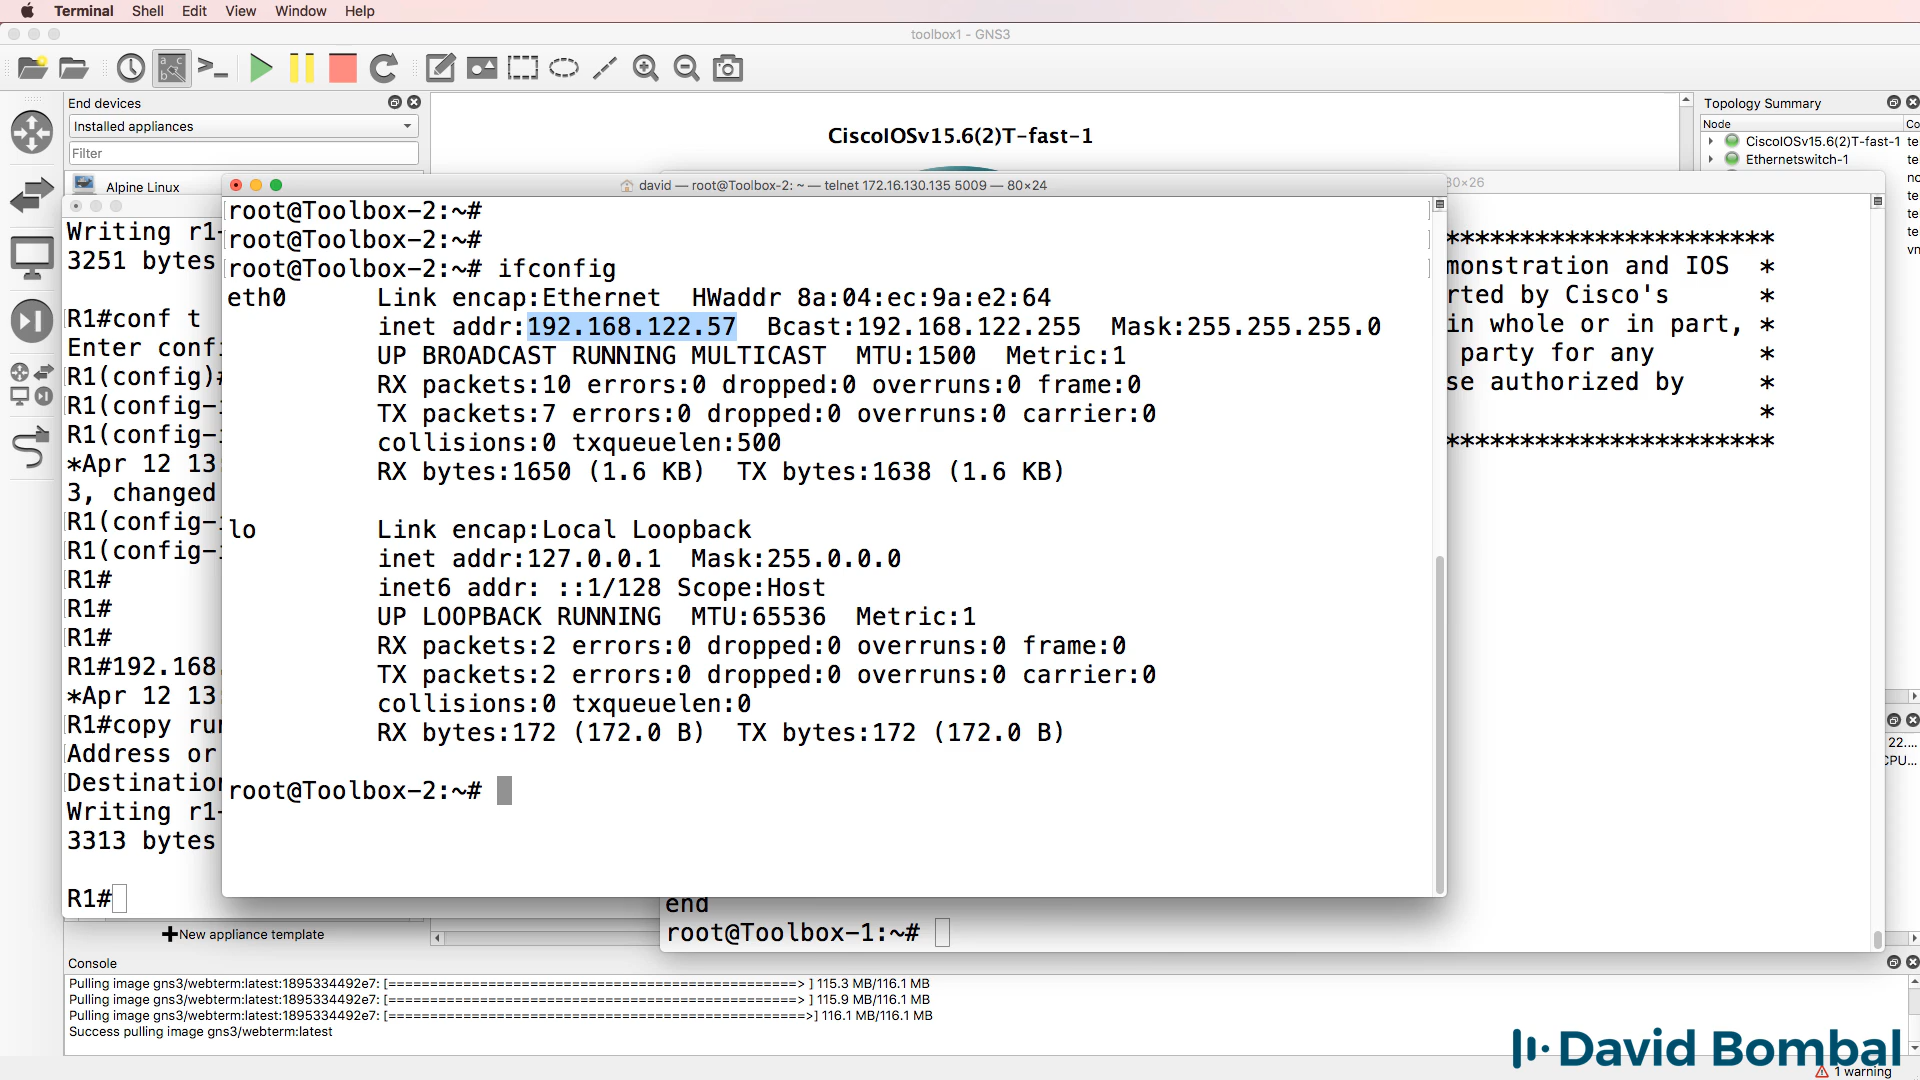 Terminal Shell Edit View Window Help
toolbox1 - GNS3
End devices
Installed appliances
Filter
Alpine Linux
CiscoIOSv15.6(2)T-fast-1
Topology Summary
Node Co
CiscoIOSv15.6(2)T-fast-1 te
Ethernetswitch-1 te
no
te
te
te
vn
80×26
david — root@Toolbox-2: ~ — telnet 172.16.130.135 5009 — 80×24
root@Toolbox-2:~#
root@Toolbox-2:~#
root@Toolbox-2:~# ifconfig
eth0 Link encap:Ethernet HWaddr 8a:04:ec:9a:e2:64
inet addr:192.168.122.57 Bcast:192.168.122.255 Mask:255.255.255.0
UP BROADCAST RUNNING MULTICAST MTU:1500 Metric:1
RX packets:10 errors:0 dropped:0 overruns:0 frame:0
TX packets:7 errors:0 dropped:0 overruns:0 carrier:0
collisions:0 txqueuelen:500
RX bytes:1650 (1.6 KB) TX bytes:1638 (1.6 KB)
lo Link encap:Local Loopback
inet addr:127.0.0.1 Mask:255.0.0.0
inet6 addr: ::1/128 Scope:Host
UP LOOPBACK RUNNING MTU:65536 Metric:1
RX packets:2 errors:0 dropped:0 overruns:0 frame:0
TX packets:2 errors:0 dropped:0 overruns:0 carrier:0
collisions:0 txqueuelen:0
RX bytes:172 (172.0 B) TX bytes:172 (172.0 B)
root@Toolbox-2:~#
Writing r1-
3251 bytes
R1#conf t
Enter confi
R1(config)#
R1(config-i
R1(config-i
*Apr 12 13:
3, changed
R1(config-i
R1(config-i
R1#
R1#
R1#
R1#192.168.
*Apr 12 13:
R1#copy run
Address or
Destination
Writing r1-
3313 bytes
R1#
**********************
monstration and IOS *
rted by Cisco's *
in whole or in part, *
party for any *
se authorized by *
*
**********************
end
root@Toolbox-1:~#
22....
CPU...
New appliance template
Console
Pulling image gns3/webterm:latest:1895334492e7: [=================================================> ] 115.3 MB/116.1 MB
Pulling image gns3/webterm:latest:1895334492e7: [=================================================> ] 115.9 MB/116.1 MB
Pulling image gns3/webterm:latest:1895334492e7: [==================================================>] 116.1 MB/116.1 MB
Success pulling image gns3/webterm:latest
David Bombal
1 warning